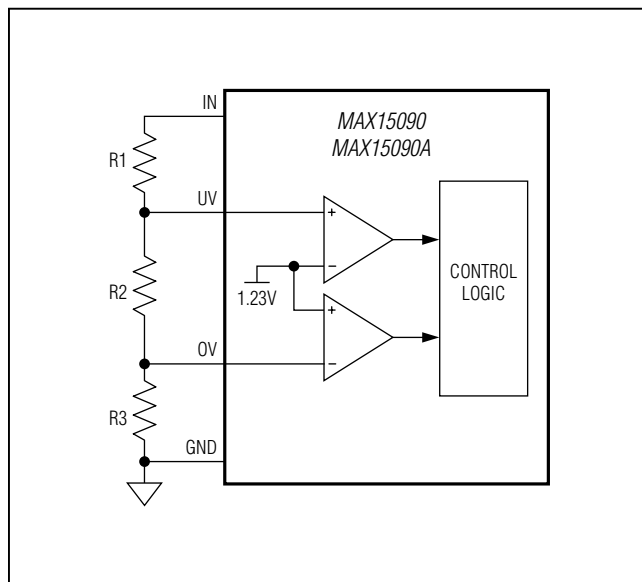 IN
MAX15090
MAX15090A
R1
UV
+
−
CONTROL
LOGIC
R2
1.23V
+
OV
−
R3
GND